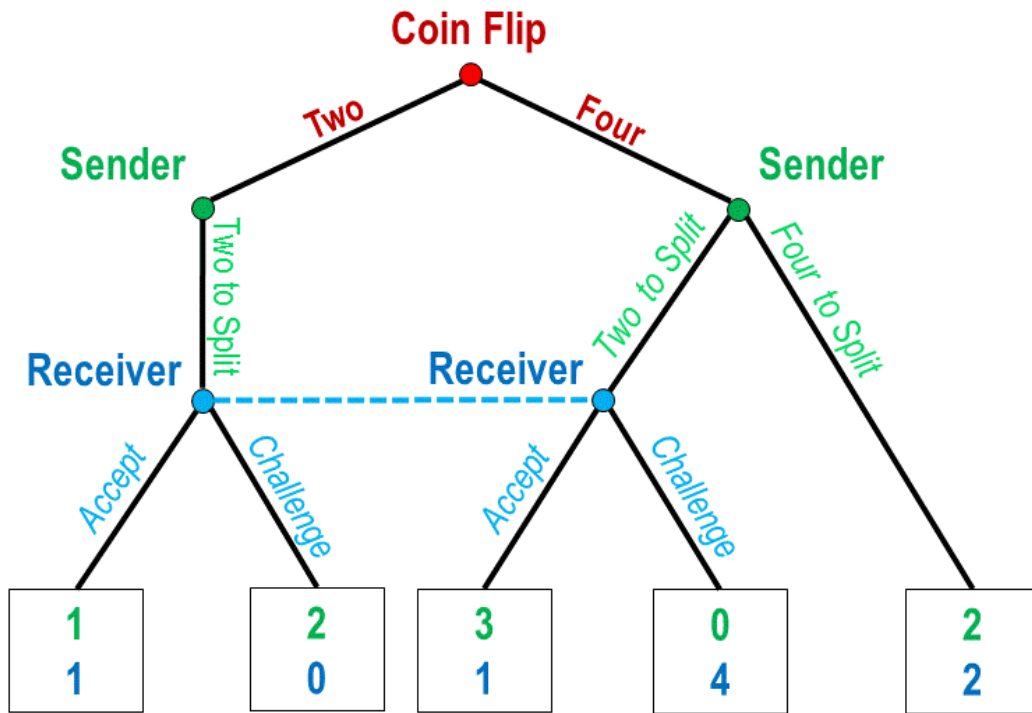 Coin Flip
Two
Four
Sender
Sender
Two to Split
Two to Split
Four to Split
Receiver
Receiver
Accept
Challenge
Accept
Challenge
1
1
2
0
3
1
0
4
2
2